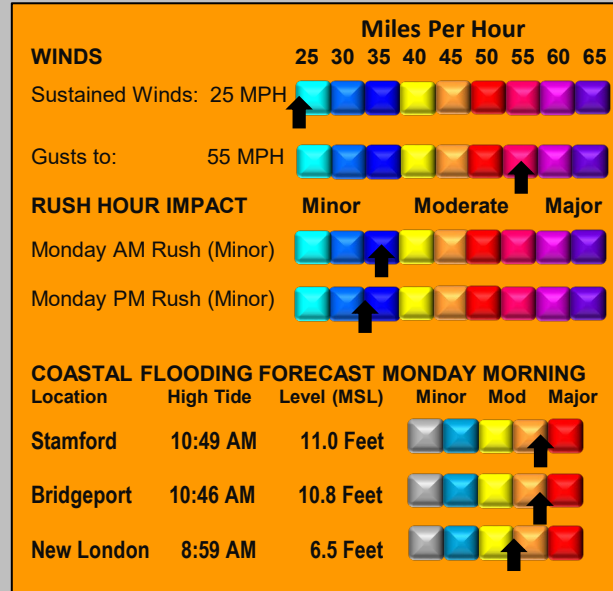 Miles Per Hour
WINDS 25 30 35 40 45 50 55 60 65
Sustained Winds: 25 MPH
Gusts to: 55 MPH
RUSH HOUR IMPACT Minor Moderate Major
Monday AM Rush (Minor)
Monday PM Rush (Minor)
COASTAL FLOODING FORECAST MONDAY MORNING
Location High Tide Level (MSL) Minor Mod Major
Stamford 10:49 AM 11.0 Feet
Bridgeport 10:46 AM 10.8 Feet
New London 8:59 AM 6.5 Feet